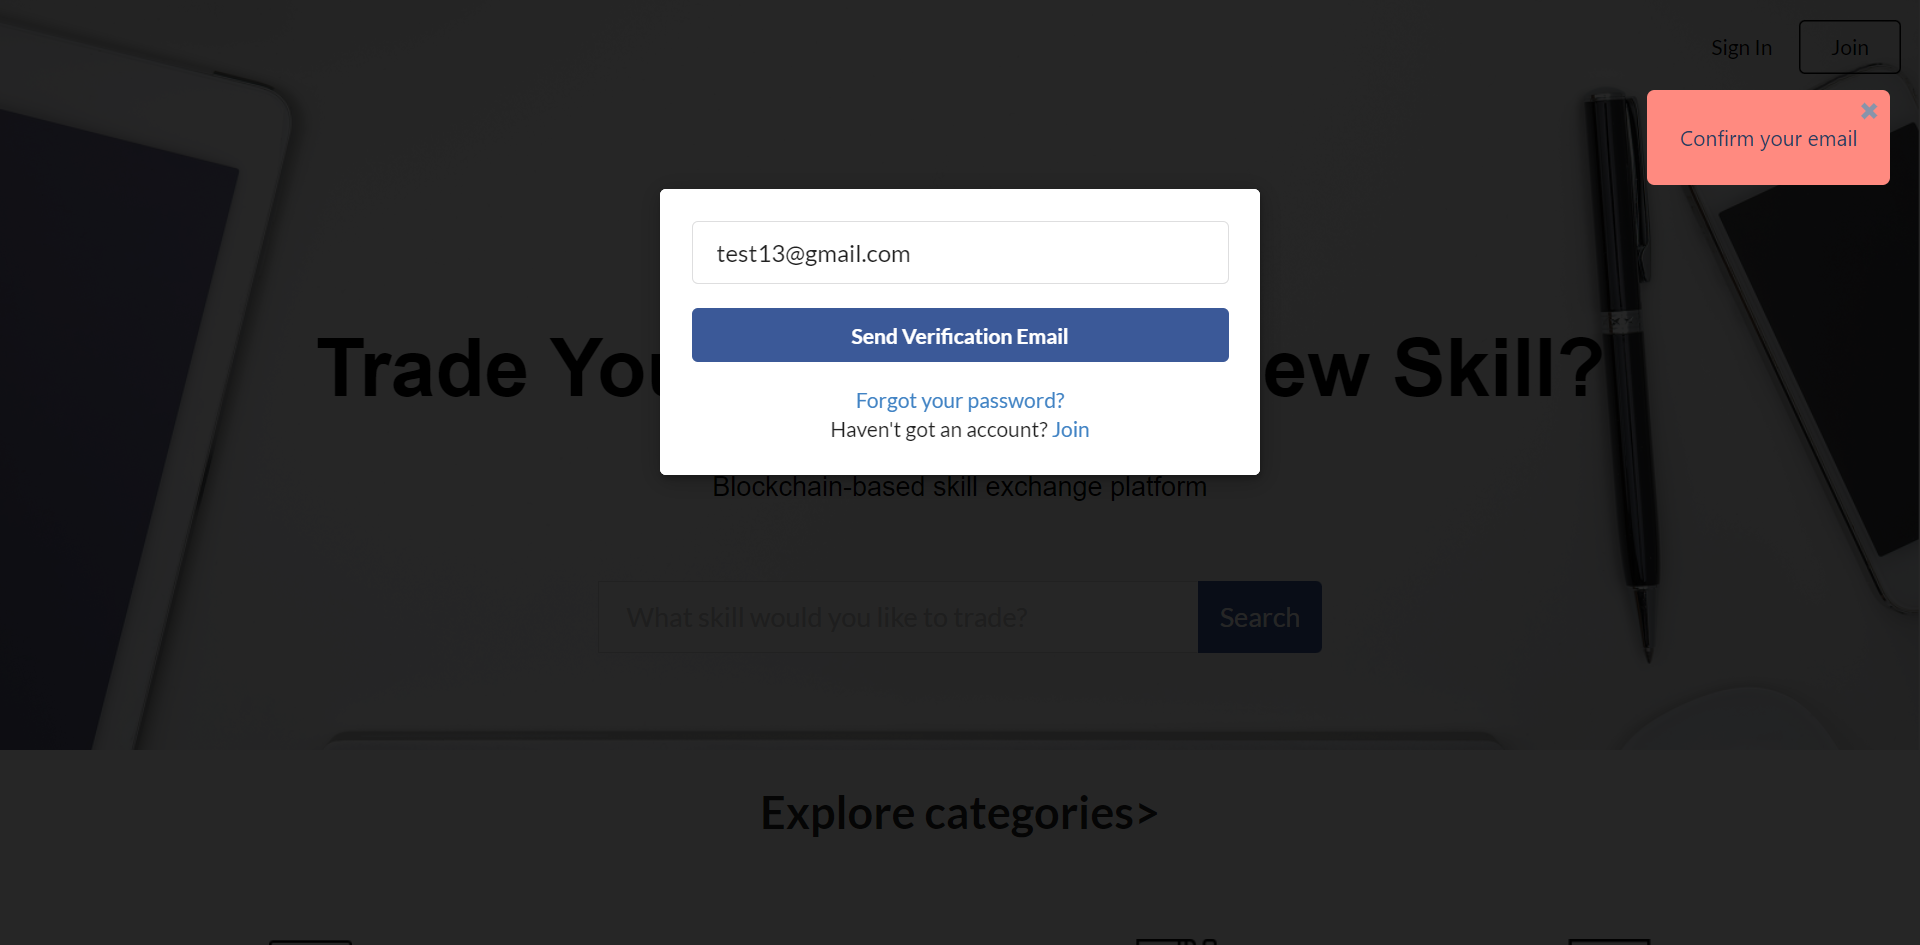 Sign In
Join
Confirm your email
test13@gmail.com
Send Verification Email
Trade You ew Skill?
Forgot your password?
Haven't got an account? Join
Blockchain-based skill exchange platform
What skill would you like to trade?
Search
Explore categories>